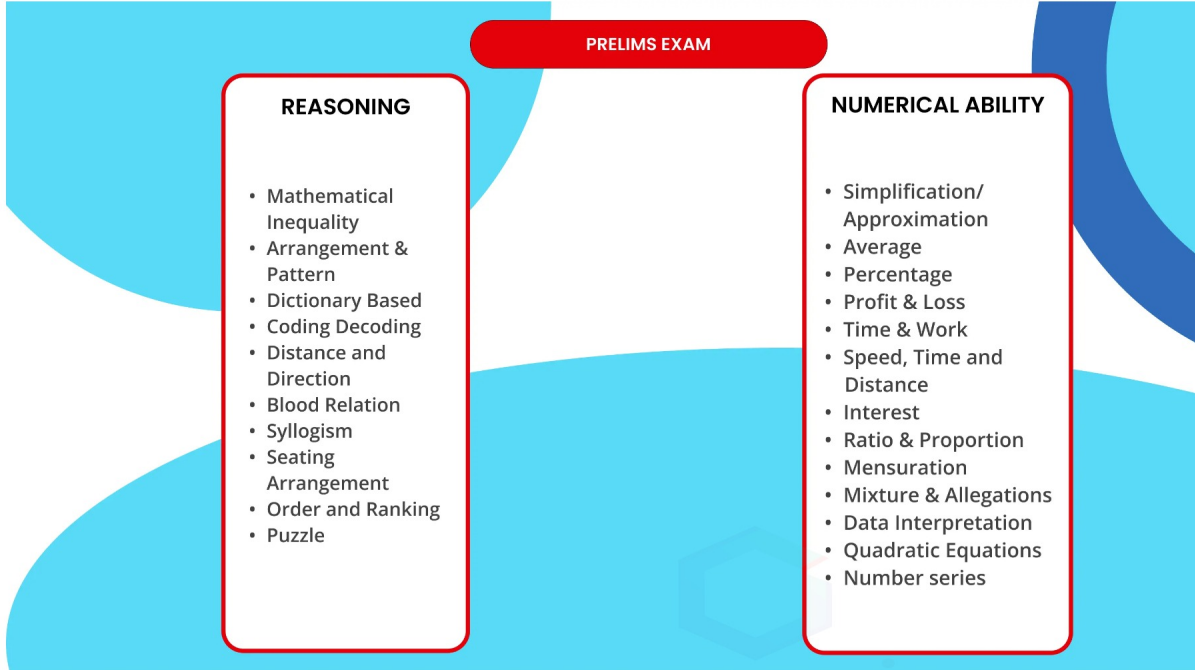 PRELIMS EXAM
REASONING
• Mathematical
Inequality
• Arrangement &
Pattern
• Dictionary Based
• Coding Decoding
• Distance and
Direction
• Blood Relation
• Syllogism
• Seating
Arrangement
• Order and Ranking
• Puzzle
NUMERICAL ABILITY
• Simplification/
Approximation
• Average
• Percentage
• Profit & Loss
• Time & Work
• Speed, Time and
Distance
• Interest
• Ratio & Proportion
• Mensuration
• Mixture & Allegations
• Data Interpretation
• Quadratic Equations
• Number series